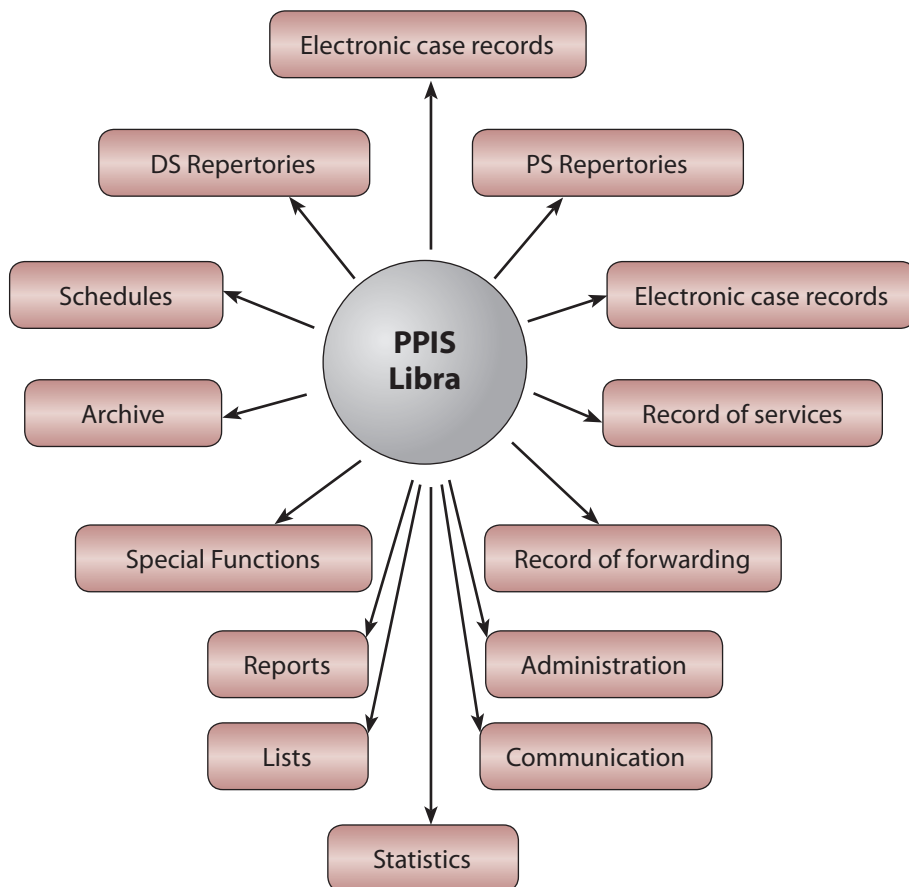 Electronic case records
DS Repertories
PS Repertories
Schedules
Electronic case records
PPIS
Libra
Archive
Record of services
Special Functions
Record of forwarding
Reports
Administration
Lists
Communication
Statistics